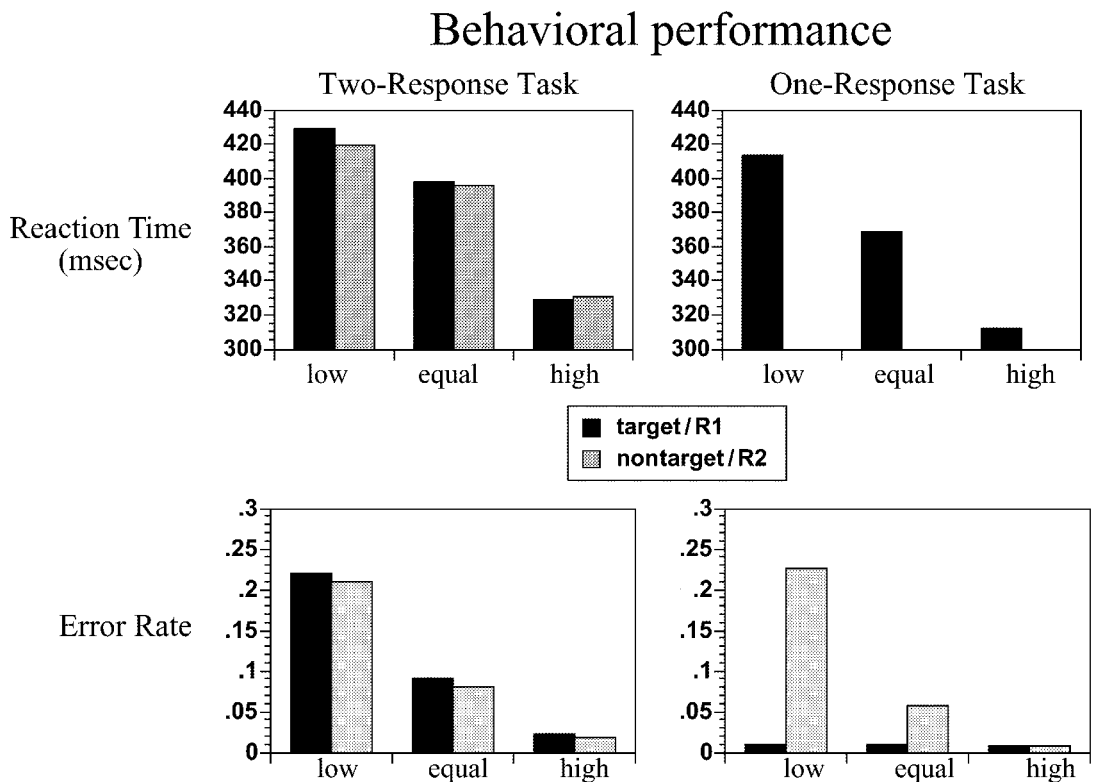 Behavioral performance
Two-Response Task
One-Response Task
Reaction Time
(msec)
440
420
400
380
360
340
320
300
low equal high
440
420
400
380
360
340
320
300
low equal high
target/R1
nontarget/R2
Error Rate
.3
.25
.2
.15
.1
.05
0
low equal high
.3
.25
.2
.15
.1
.05
0
low equal high